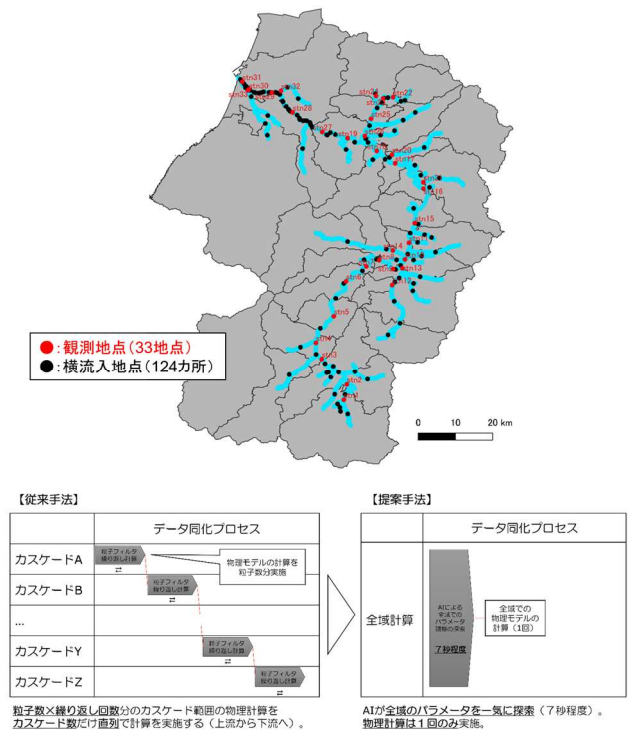 stn31
stn30
stn32
stn33
stn28
stn22
stn25
stn27
stn19
stn20
stn16
stn15
stn14
stn13
stn6
stn5
stn3
stn2
stn1
●:観測地点(33地点)
●:横流入地点(124カ所)
0 10 20 km
【従来手法】
データ同化プロセス
カスケードA
粒子フィルタ
繰り返し計算
物理モデルの計算を
粒子数分実施
カスケードB
粒子フィルタ
繰り返し計算
...
カスケードY
粒子フィルタ
繰り返し計算
カスケードZ
粒子フィルタ
繰り返し計算
粒子数×繰り返し回数分のカスケード範囲の物理計算を
カスケード数だけ直列で計算を実施する(上流から下流へ)。
【提案手法】
データ同化プロセス
全域計算
AIによる
全域での
パラメータ
の探索
7秒程度
全域での
物理モデルの
計算(1回)
AIが全域のパラメータを一気に探索(7秒程度)。
物理計算は1回のみ実施。